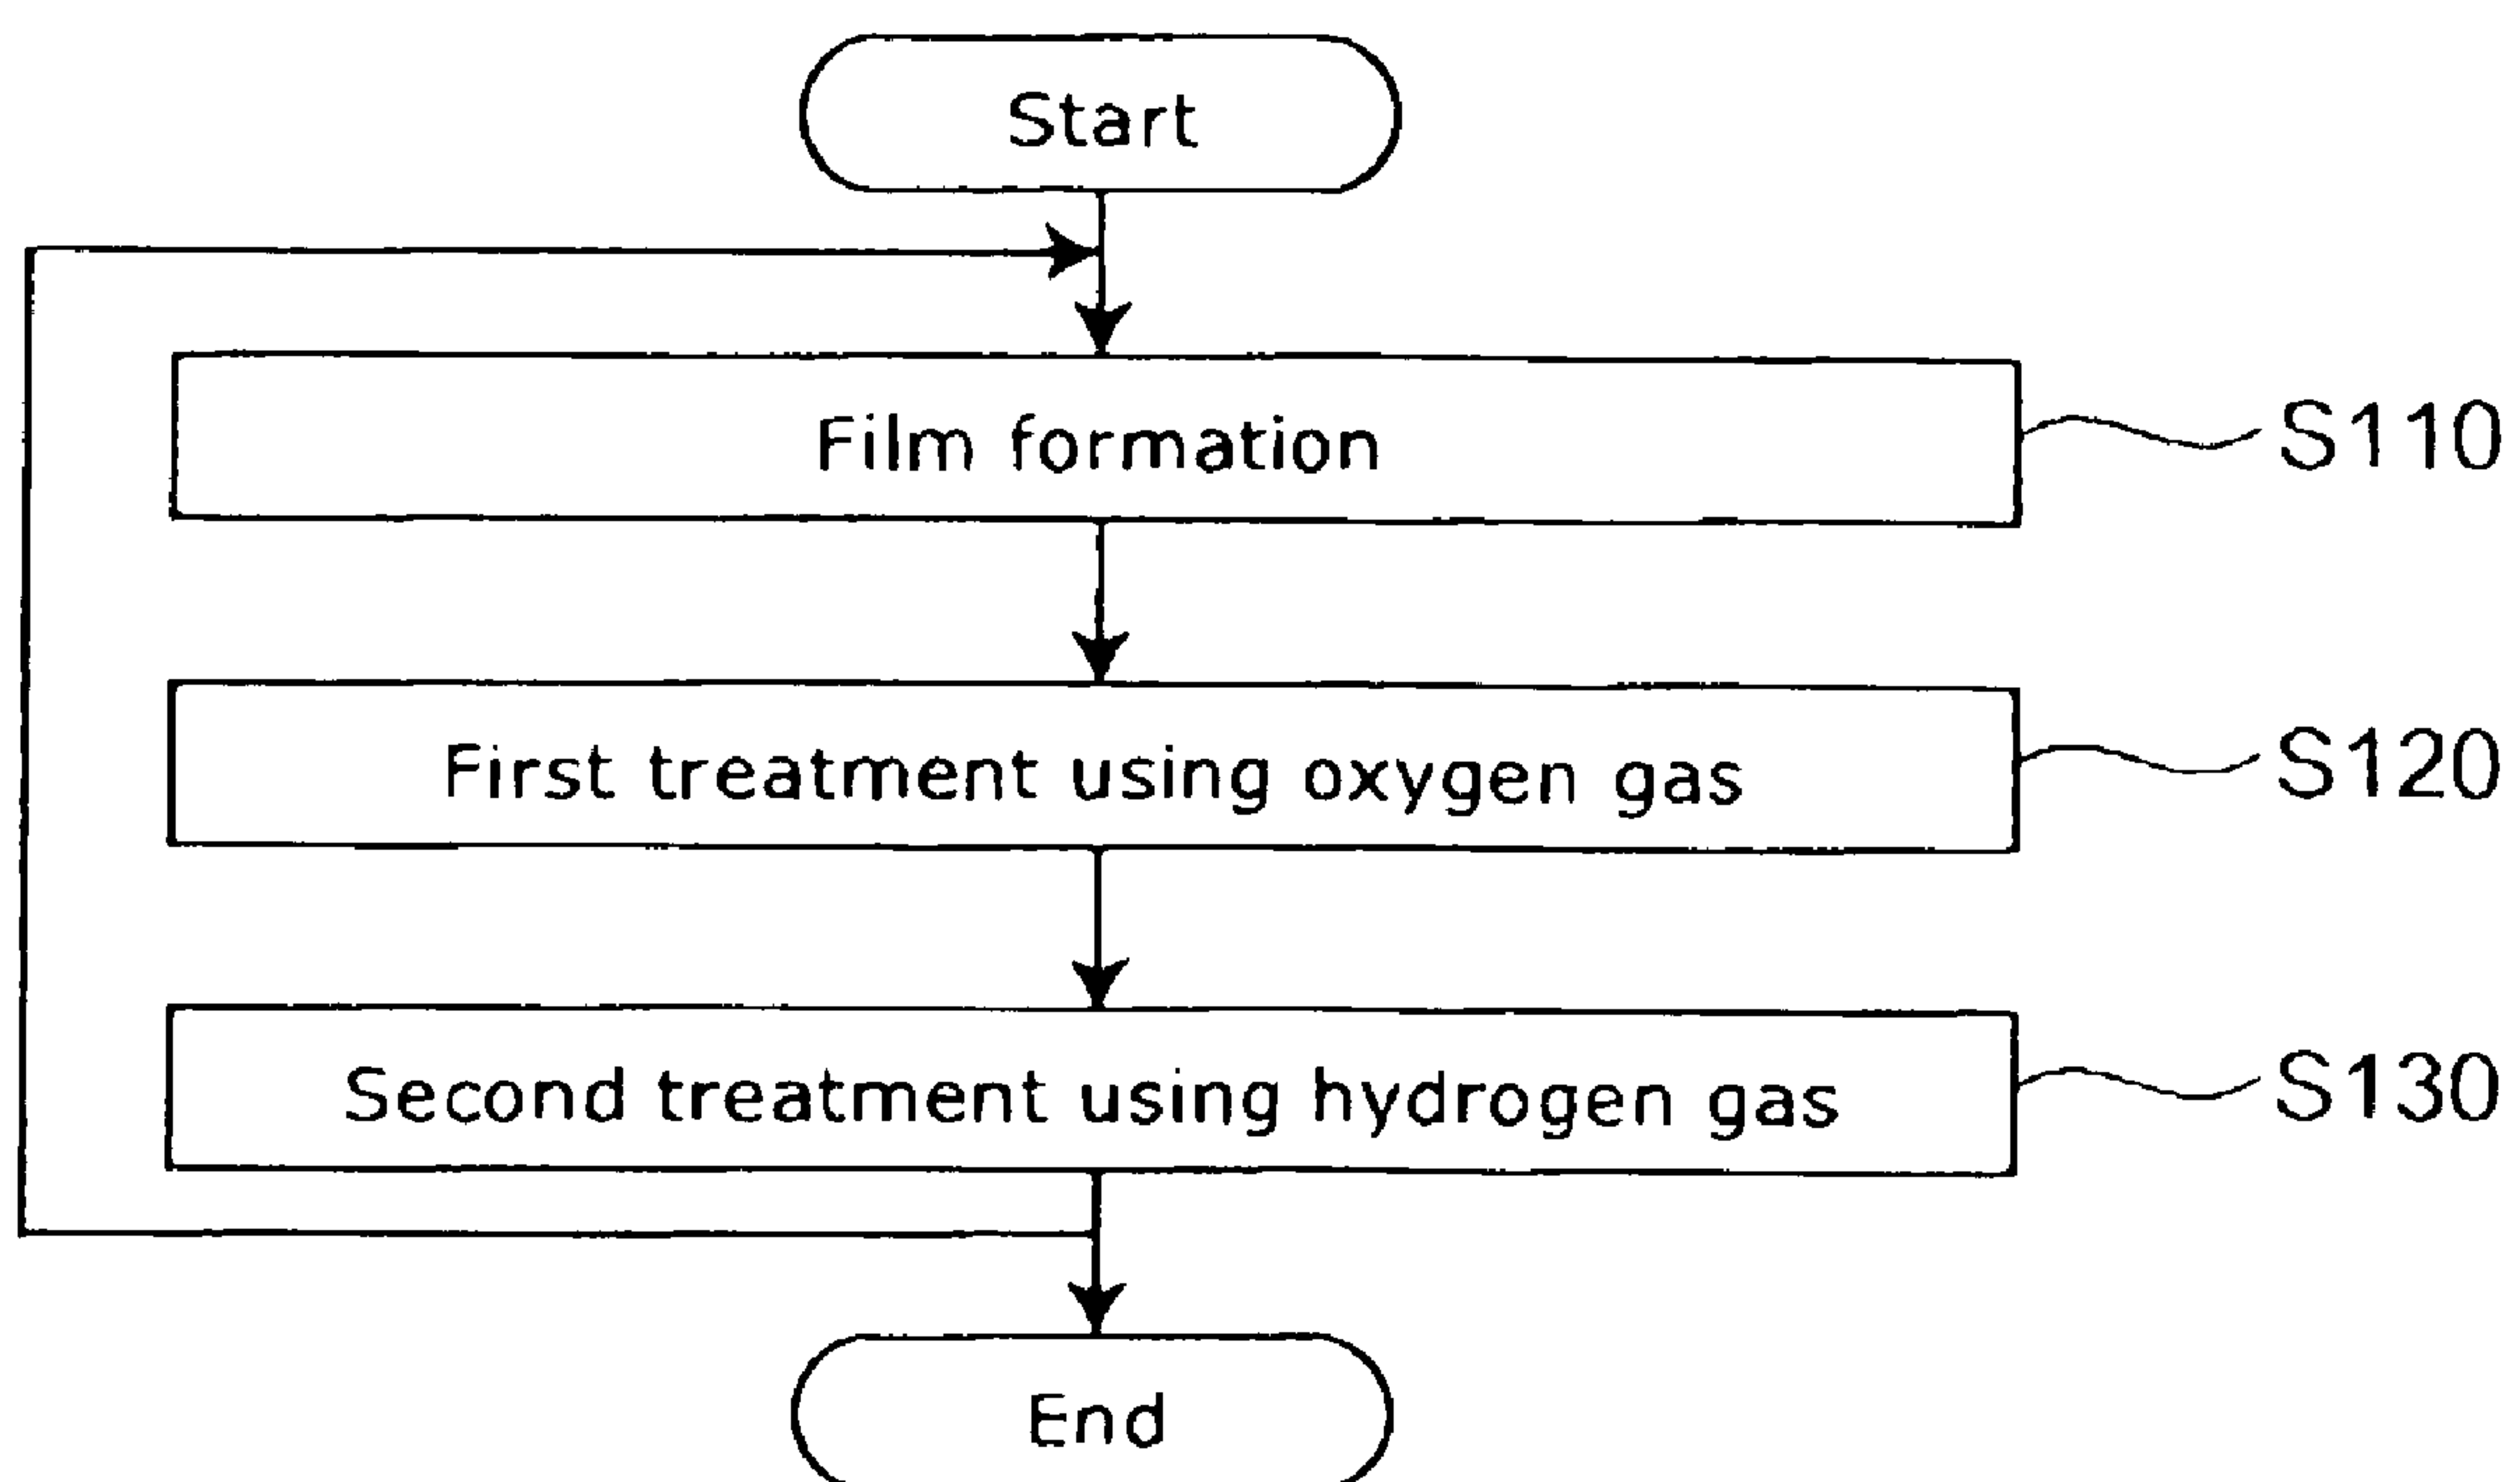 Start
Film formation
S110
First treatment using oxygen gas
S120
Second treatment using hydrogen gas
S130
End